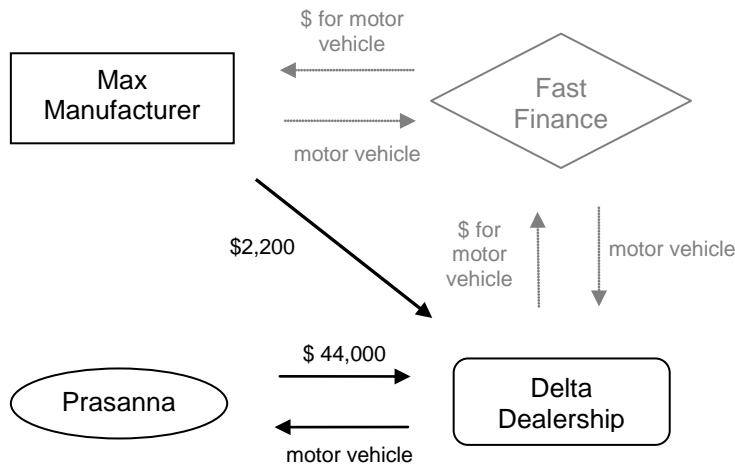 $ for motor
vehicle
Max
Manufacturer
Fast
Finance
motor vehicle
$2,200
$ for
motor
vehicle
motor vehicle
$ 44,000
Prasanna
Delta
Dealership
motor vehicle